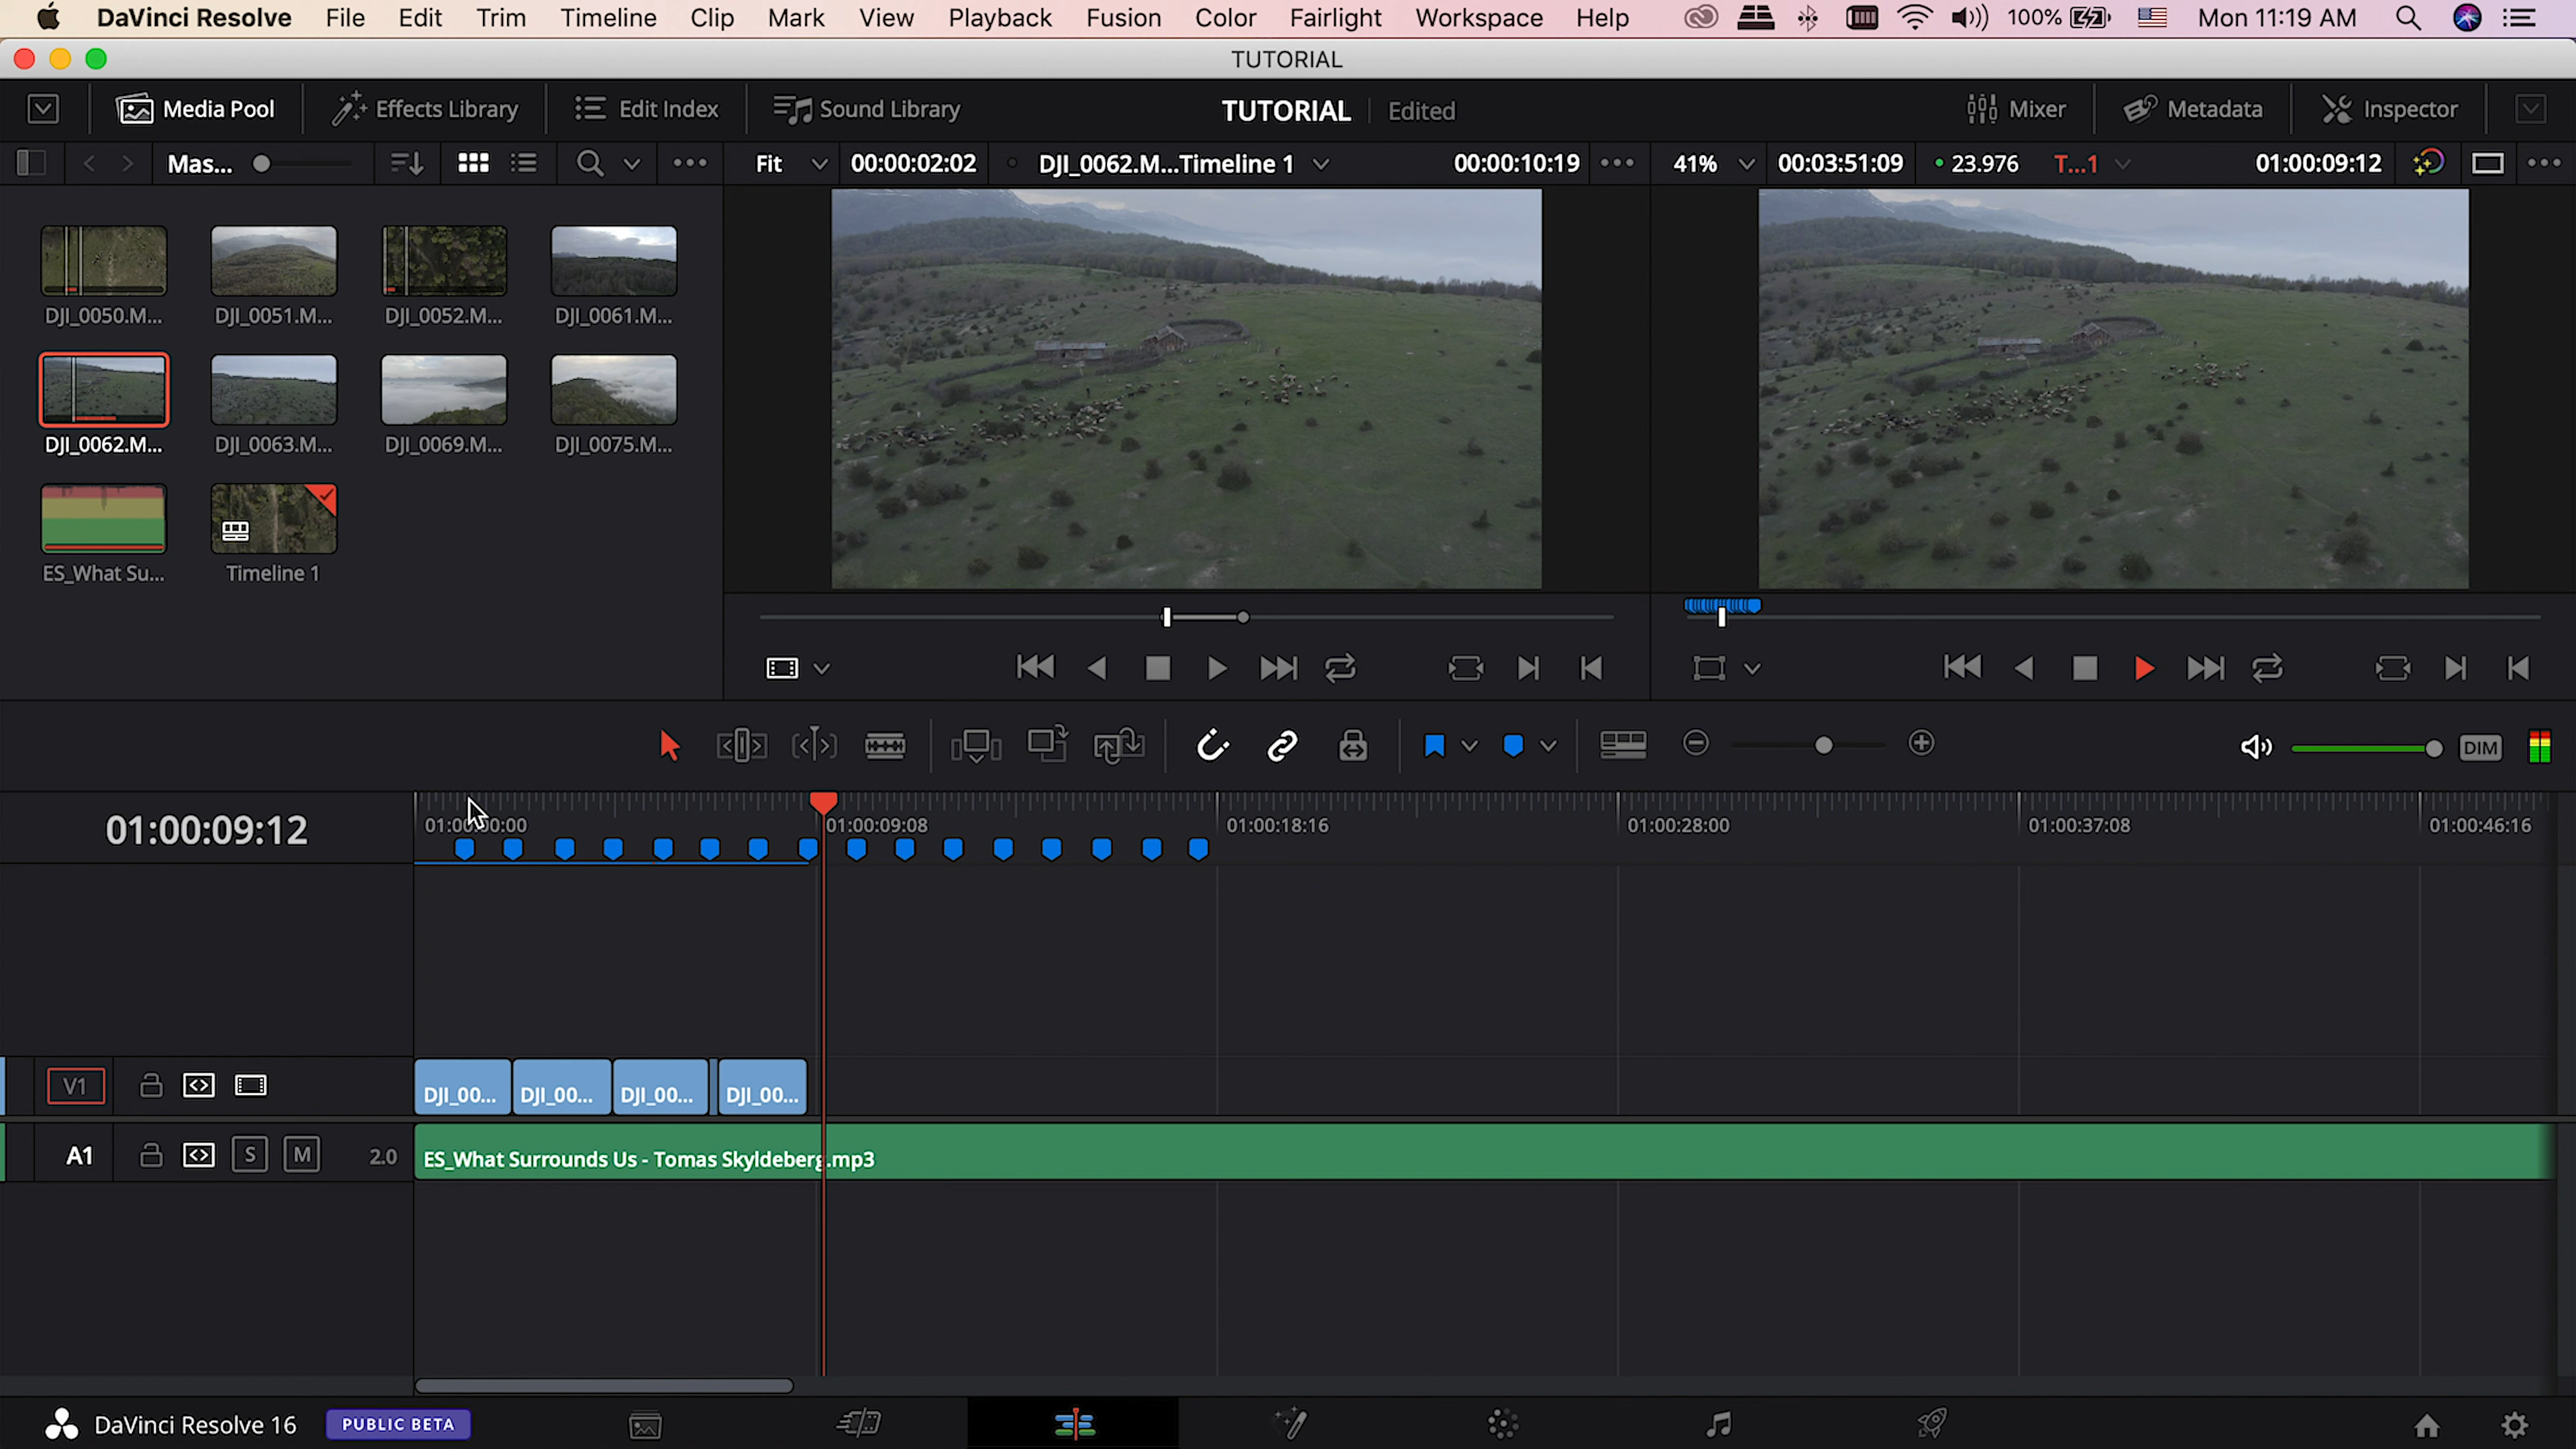 DaVinci Resolve File Edit Trim Timeline Clip Mark View Playback Fusion Color Fairlight Workspace Help 100% Mon 11:19 AM
TUTORIAL
Media Pool Effects Library Edit Index Sound Library TUTORIAL Edited Mixer Metadata Inspector
Mas... Fit 00:00:02:02 DJI_0062.M...Timeline 1 00:00:10:19 41% 00:03:51:09 23.976 T...1 01:00:09:12
DJI_0050.M... DJI_0051.M... DJI_0052.M... DJI_0061.M...
DJI_0062.M... DJI_0063.M... DJI_0069.M... DJI_0075.M...
ES_What Su... Timeline 1
DIM
01:00:09:12
01:00:00:00 01:00:09:08 01:00:18:16 01:00:28:00 01:00:37:08 01:00:46:16
V1 DJI_00... DJI_00... DJI_00... DJI_00...
A1 S M 2.0 ES_What Surrounds Us - Tomas Skyldeberg.mp3
DaVinci Resolve 16 PUBLIC BETA